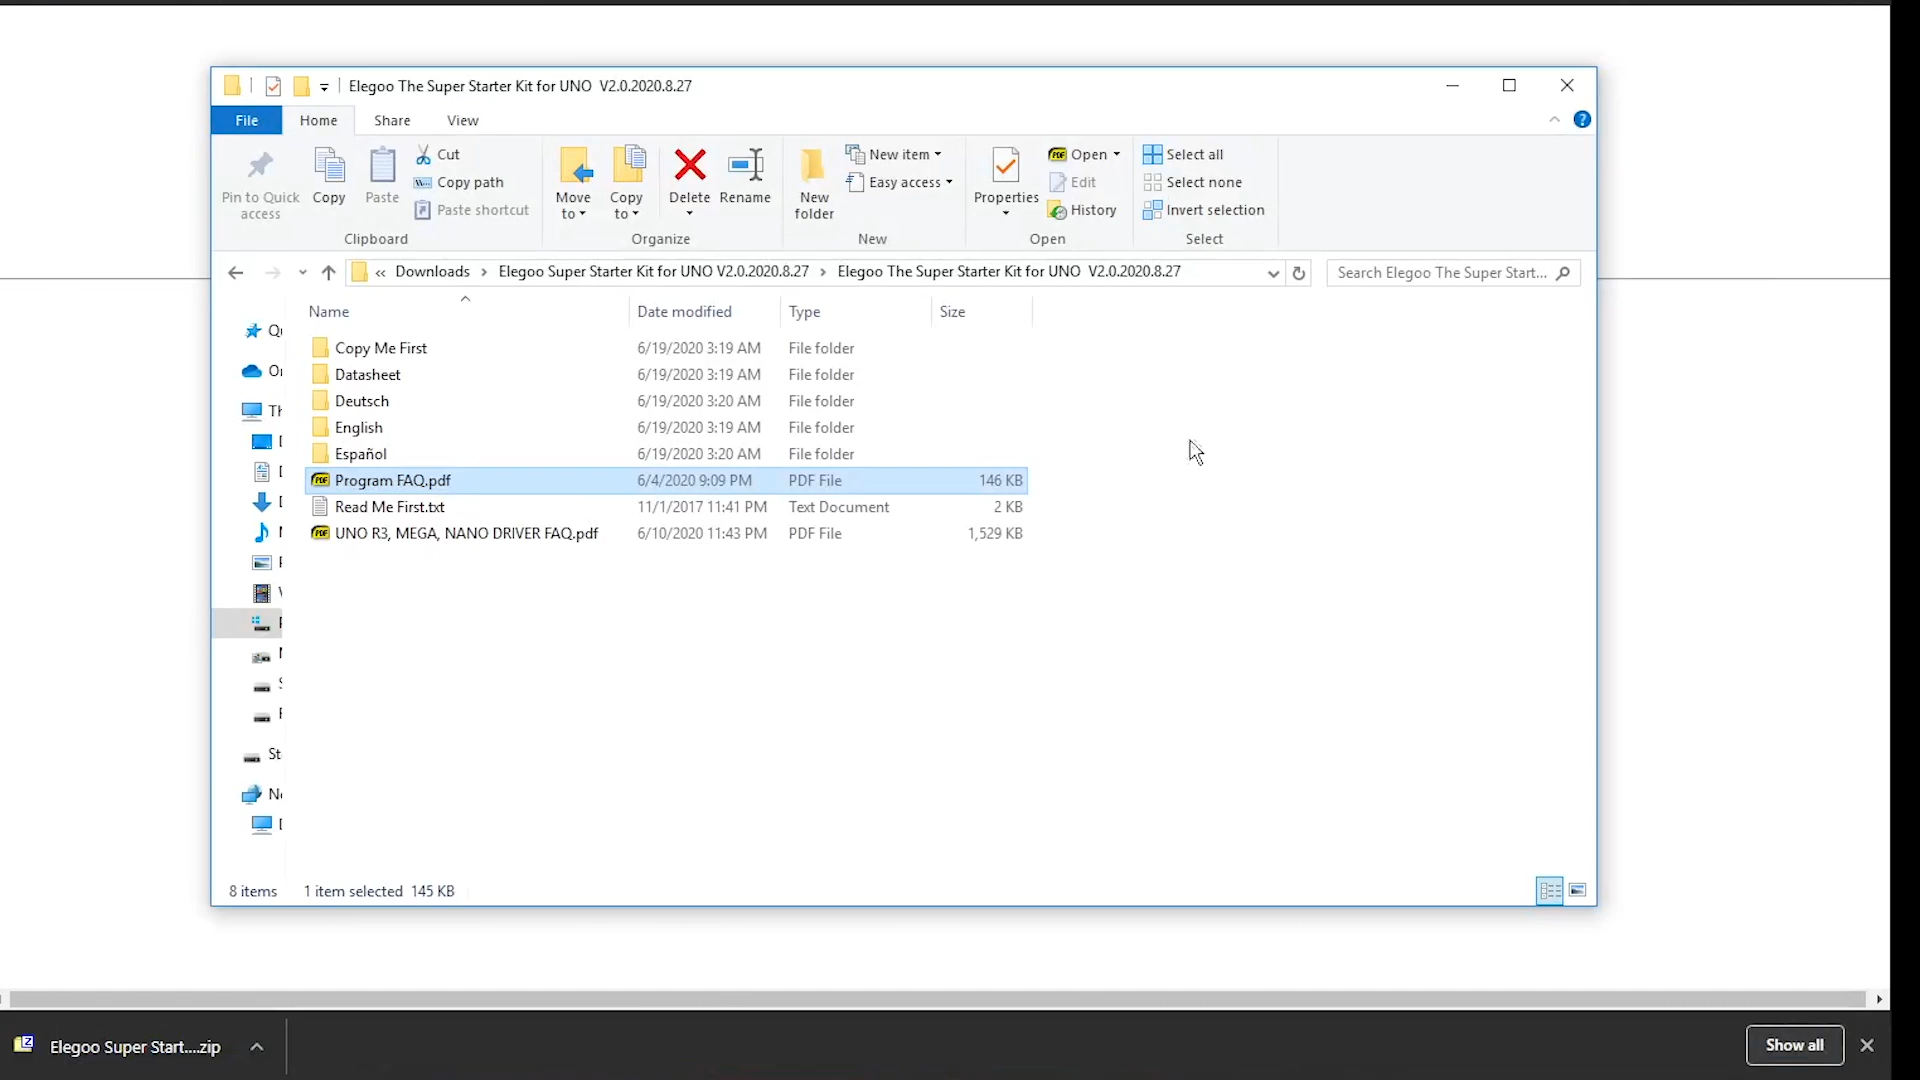 Elegoo The Super Starter Kit for UNO  V2.0.2020.8.27
File Home Share View
Pin to Quick access
Copy
Paste
Cut
Copy path
Paste shortcut
Move to
Copy to
Delete
Rename
New folder
New item
Easy access
Properties
Open
Edit
History
Select all
Select none
Invert selection
Clipboard Organize New Open Select
« Downloads › Elegoo Super Starter Kit for UNO V2.0.2020.8.27 › Elegoo The Super Starter Kit for UNO  V2.0.2020.8.27
Search Elegoo The Super Start...
Name Date modified Type Size
Copy Me First 6/19/2020 3:19 AM File folder
Datasheet 6/19/2020 3:19 AM File folder
Deutsch 6/19/2020 3:20 AM File folder
English 6/19/2020 3:19 AM File folder
Español 6/19/2020 3:20 AM File folder
PDF Program FAQ.pdf 6/4/2020 9:09 PM PDF File 146 KB
Read Me First.txt 11/1/2017 11:41 PM Text Document 2 KB
PDF UNO R3, MEGA, NANO DRIVER FAQ.pdf 6/10/2020 11:43 PM PDF File 1,529 KB
8 items 1 item selected 145 KB
Elegoo Super Start....zip
Show all